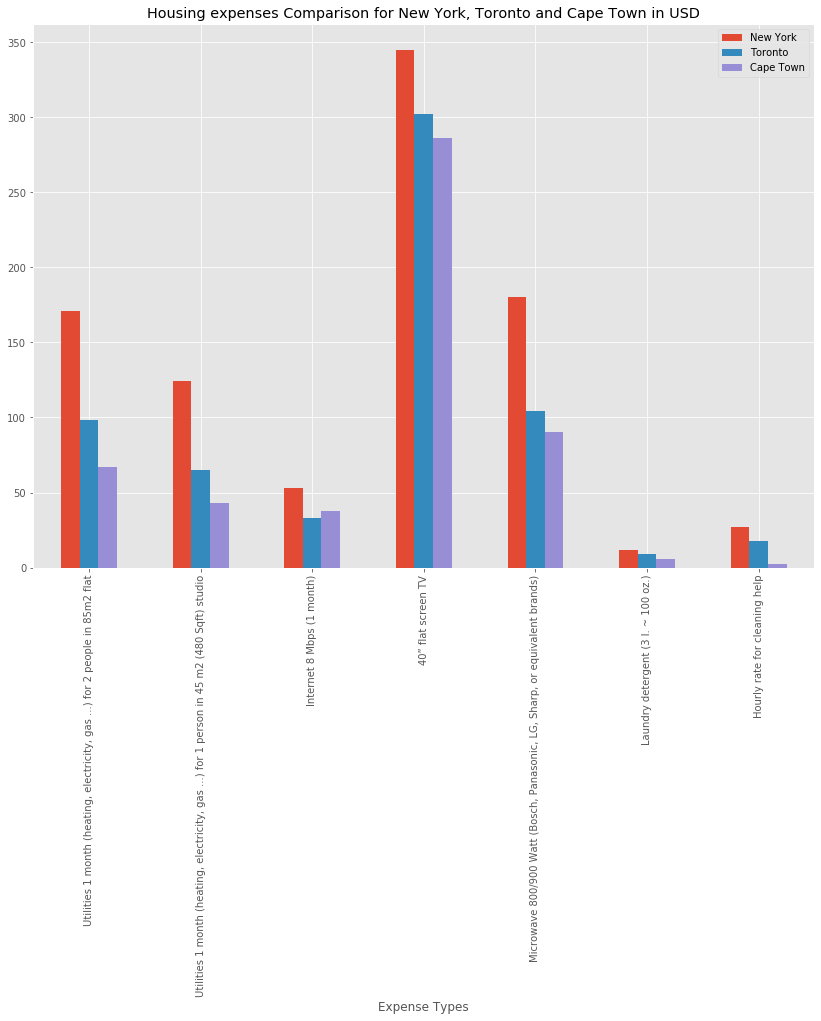 Housing expenses Comparison for New York, Toronto and Cape Town in USD
New York
Toronto
Cape Town
350
300
250
200
150
100
50
0
Utilities 1 month (heating, electricity, gas ...) for 2 people in 85m2 flat
Utilities 1 month (heating, electricity, gas ...) for 1 person in 45 m2 (480 Sqft) studio
Internet 8 Mbps (1 month)
40” flat screen TV
Microwave 800/900 Watt (Bosch, Panasonic, LG, Sharp, or equivalent brands)
Laundry detergent (3 l. ~ 100 oz.)
Hourly rate for cleaning help
Expense Types